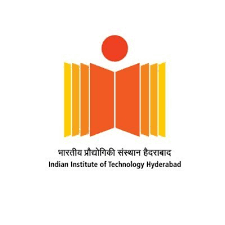 भारतीय प्रौद्योगिकी संस्थान हैदराबाद
Indian Institute of Technology Hyderabad